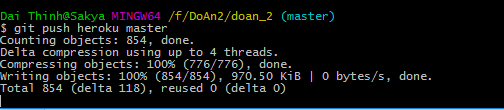 Dai Thinh@Sakya MINGW64 /f/DoAn2/doan_2 (master)
$ git push heroku master
Counting objects: 854, done.
Delta compression using up to 4 threads.
Compressing objects: 100% (776/776), done.
Writing objects: 100% (854/854), 970.50 KiB | 0 bytes/s, done.
Total 854 (delta 118), reused 0 (delta 0)